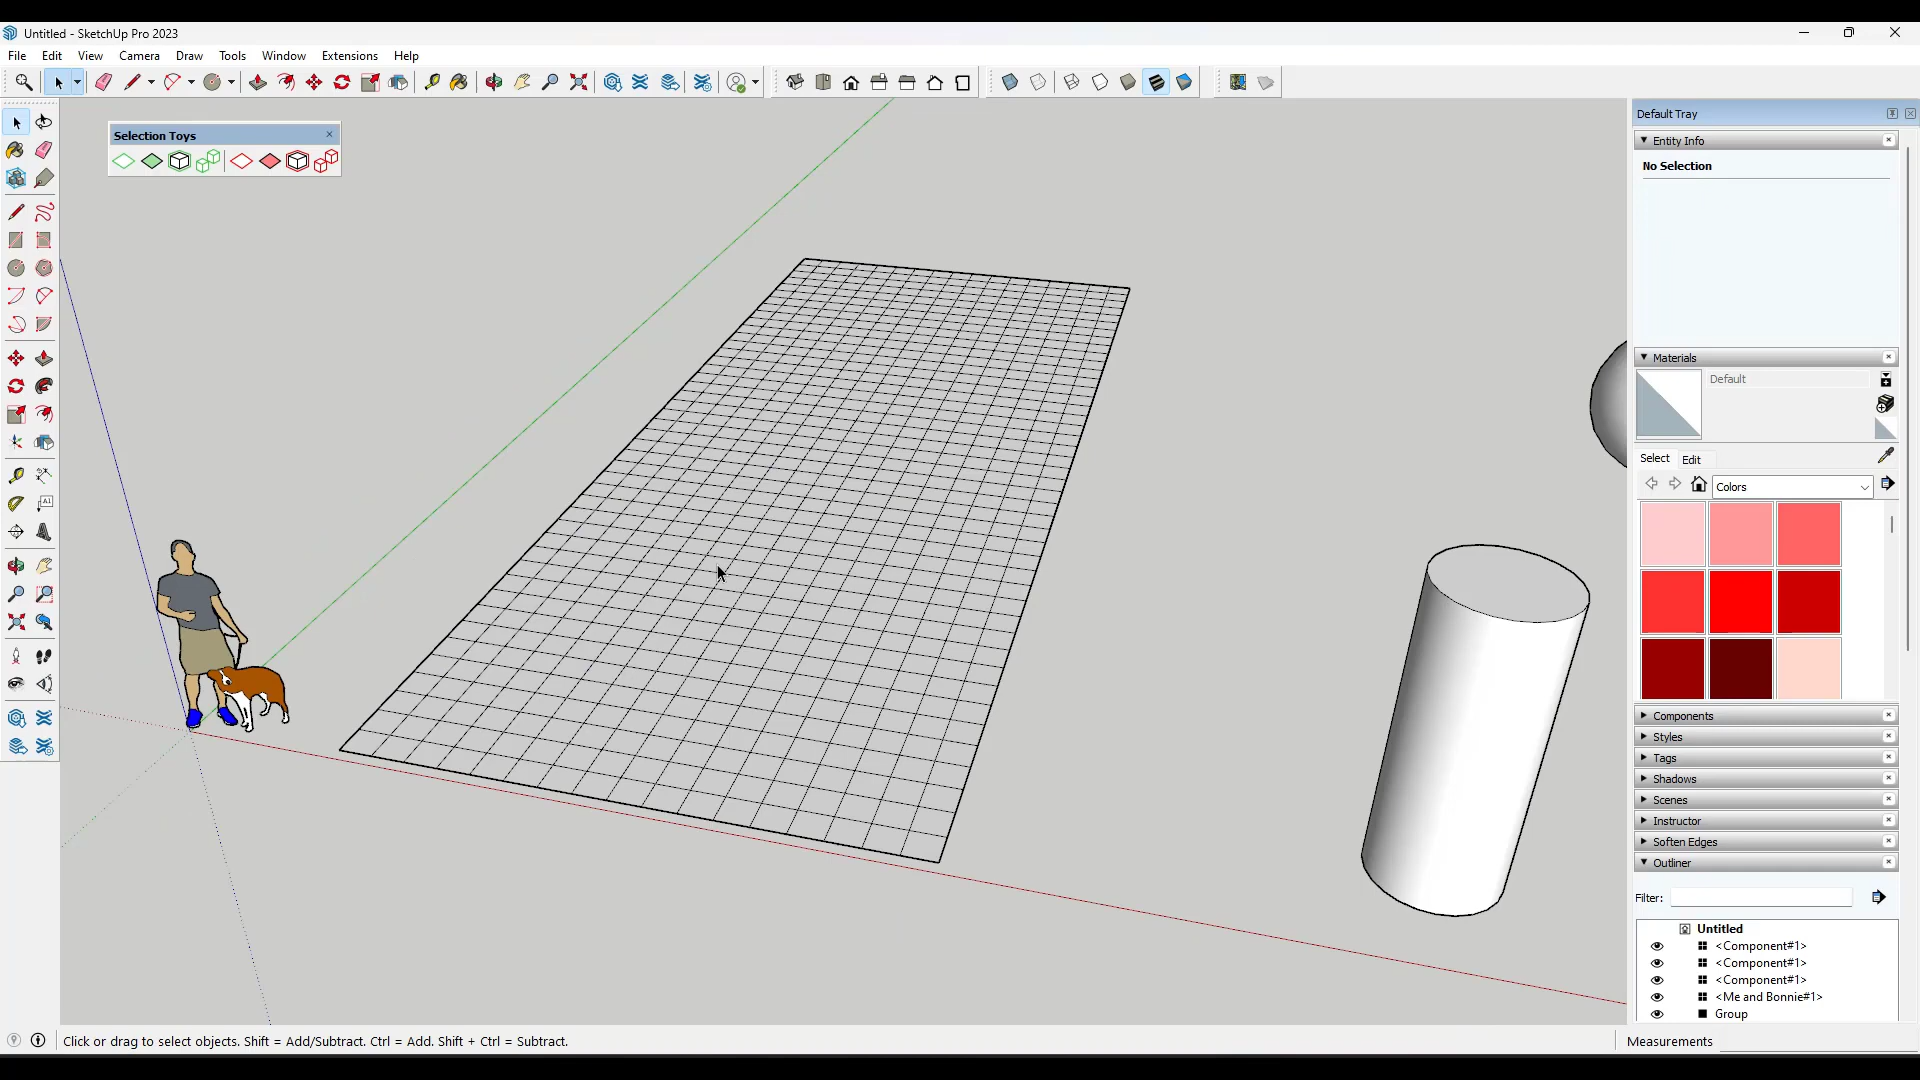 Untitled - SketchUp Pro 2023
File Edit View Camera Draw Tools Window Extensions Help
Selection Toys
A1
Default Tray
Entity Info
No Selection
Materials
Default
Select Edit
Colors
Components
Styles
Tags
Shadows
Scenes
Instructor
Soften Edges
Outliner
Filter:
Untitled
<Component#1>
<Component#1>
<Component#1>
<Me and Bonnie#1>
Group
Click or drag to select objects. Shift = Add/Subtract. Ctrl = Add. Shift + Ctrl = Subtract.
Measurements